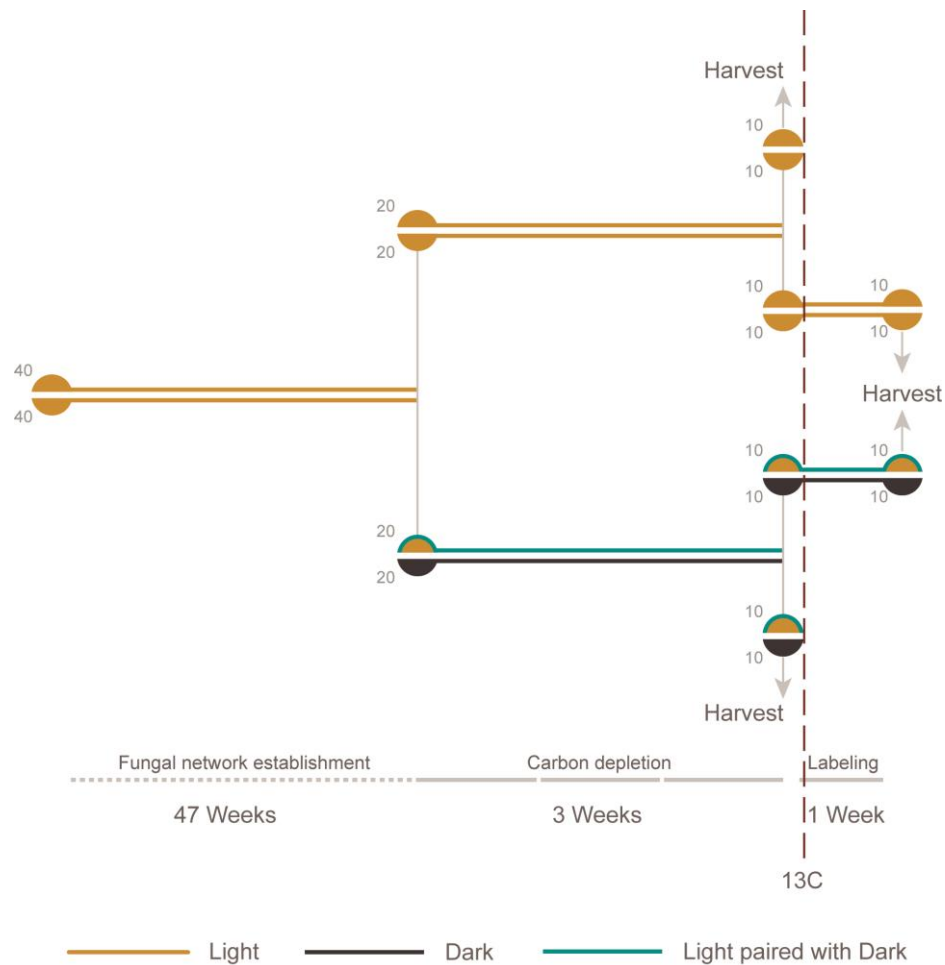 Harvest
10
10
20
20
10
10
10
10
40
40
Harvest
10
10
10
10
20
20
10
10
Harvest
Fungal network establishment
Carbon depletion
Labeling
47 Weeks
3 Weeks
1 Week
13C
Light
Dark
Light paired with Dark